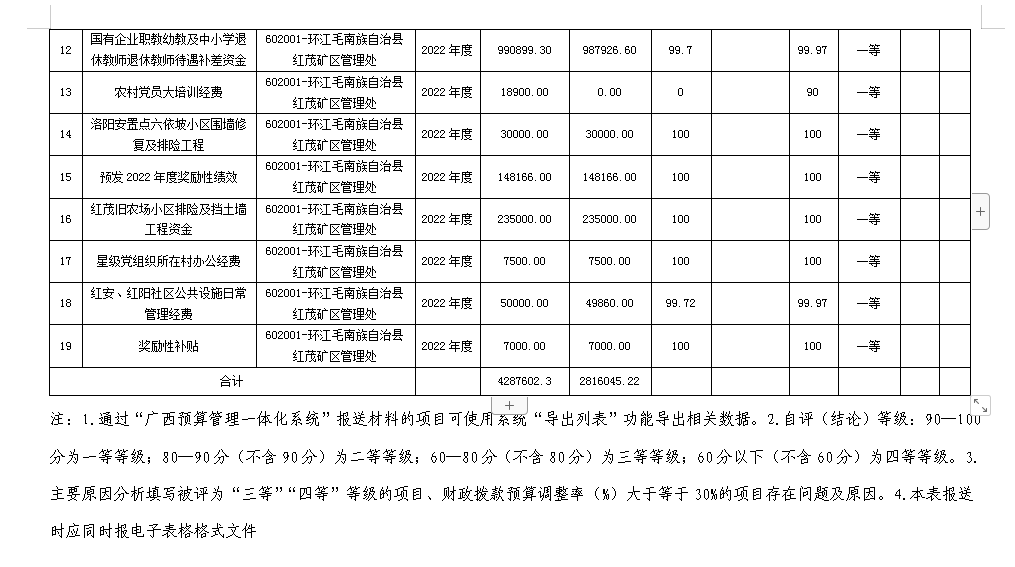 12 国有企业职教幼教及中小学退休教师退休教师待遇补差资金 602001-环江毛南族自治县红茂矿区管理处 2022 年度 990899.30 987926.60 99.7 99.97 一等
13 农村党员大培训经费 602001-环江毛南族自治县红茂矿区管理处 2022 年度 18900.00 0.00 0 90 一等
14 洛阳安置点六依坡小区围墙修复及排险工程 602001-环江毛南族自治县红茂矿区管理处 2022 年度 30000.00 30000.00 100 100 一等
15 预发 2022 年度奖励性绩效 602001-环江毛南族自治县红茂矿区管理处 2022 年度 148166.00 148166.00 100 100 一等
16 红茂旧农场小区排险及挡土墙工程资金 602001-环江毛南族自治县红茂矿区管理处 2022 年度 235000.00 235000.00 100 100 一等
17 星级党组织所在村办公经费 602001-环江毛南族自治县红茂矿区管理处 2022 年度 7500.00 7500.00 100 100 一等
18 红安、红阳社区公共设施日常管理经费 602001-环江毛南族自治县红茂矿区管理处 2022 年度 50000.00 49860.00 99.72 99.97 一等
19 奖励性补贴 602001-环江毛南族自治县红茂矿区管理处 2022 年度 7000.00 7000.00 100 100 一等
合计 4287602.3 2816045.22
注：1.通过“广西预算管理一体化系统”报送材料的项目可使用系统“导出列表”功能导出相关数据。2.自评（结论）等级：90—100
分为一等等级；80—90分（不含90分）为二等等级；60—80分（不含80分）为三等等级；60分以下（不含60分）为四等等级。3.
主要原因分析填写被评为“三等”“四等”等级的项目、财政拨款预算调整率（%）大于等于30%的项目存在问题及原因。4.本表报送
时应同时报电子表格格式文件